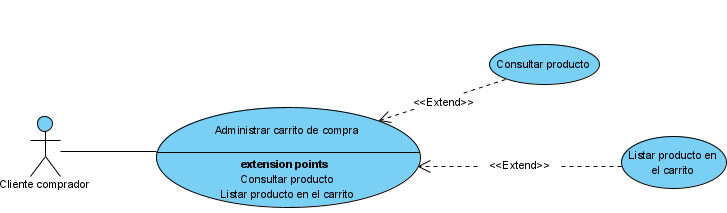 Consultar producto
<<Extend>>
Administrar carrito de compra
extension points
Consultar producto
Listar producto en el carrito
<<Extend>>
Listar producto en
el carrito
Cliente comprador